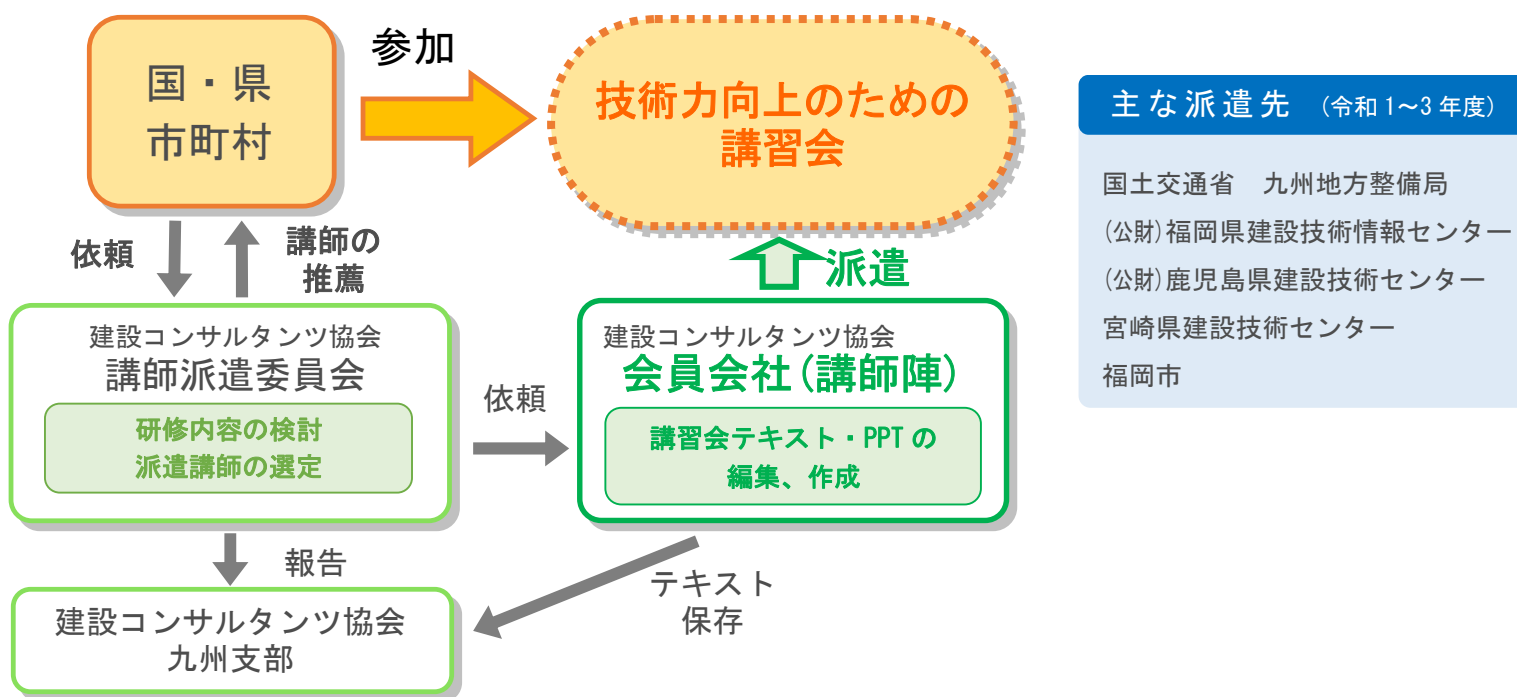 国・県
市町村
参加
技術力向上のための
講習会
依頼
講師の
推薦
派遣
建設コンサルタンツ協会
講師派遣委員会
研修内容の検討
派遣講師の選定
依頼
建設コンサルタンツ協会
会員会社(講師陣)
講習会テキスト・PPTの
編集、作成
報告
テキスト
保存
建設コンサルタンツ協会
九州支部
主な派遣先 (令和1~3年度)
国土交通省 九州地方整備局
(公財)福岡県建設技術情報センター
(公財)鹿児島県建設技術センター
宮崎県建設技術センター
福岡市